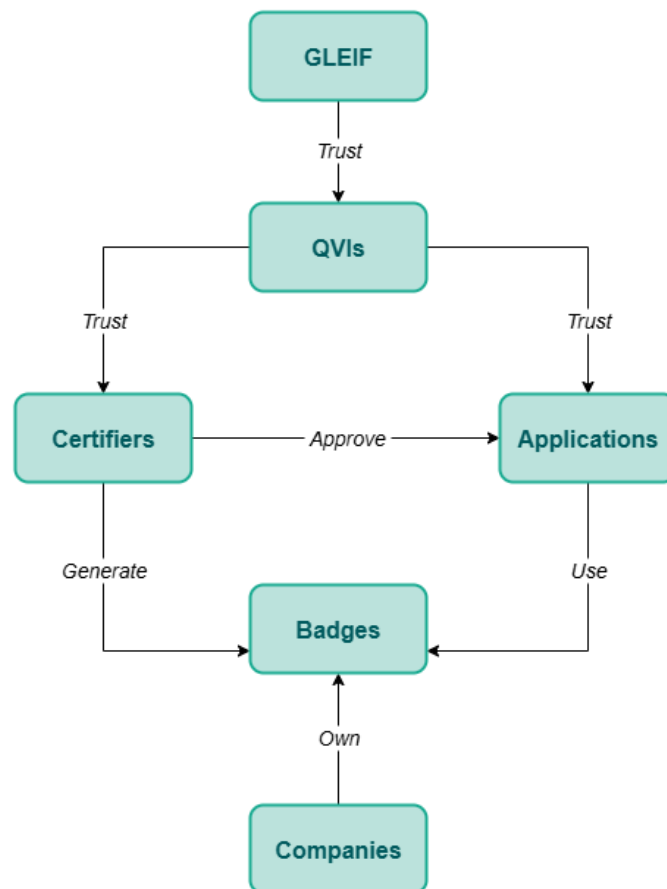 GLEIF
Trust
QVIs
Trust
Trust
Certifiers
Approve
Applications
Generate
Use
Badges
Own
Companies